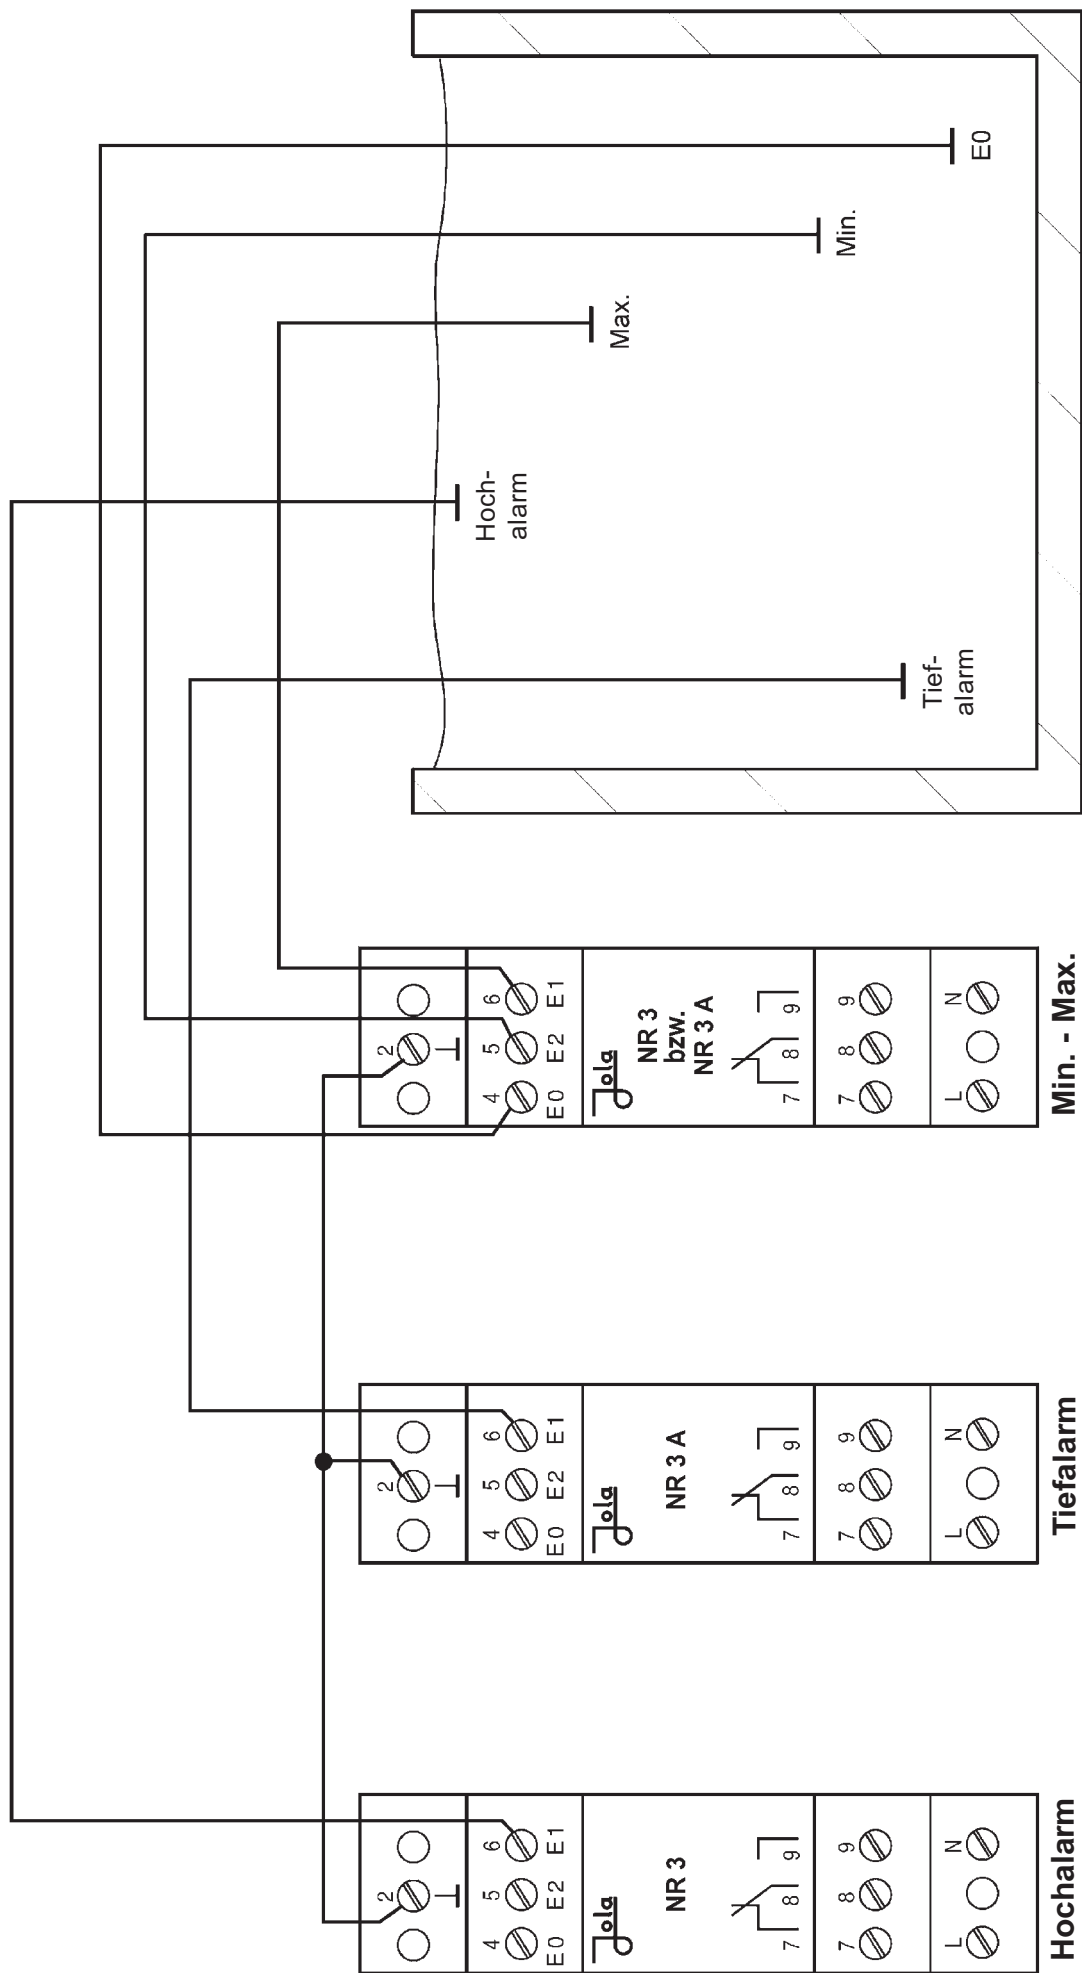 Hoch-
alarm
Tief-
alarm
Max.
Min.
E0
2
4 5 6
E0 E2 E1
Jola
NR 3
7 8 9
7 8 9
L N
Hochalarm
2
4 5 6
E0 E2 E1
Jola
NR 3 A
7 8 9
7 8 9
L N
Tiefalarm
2
4 5 6
E0 E2 E1
Jola
NR 3
bzw.
NR 3 A
7 8 9
7 8 9
L N
Min. - Max.